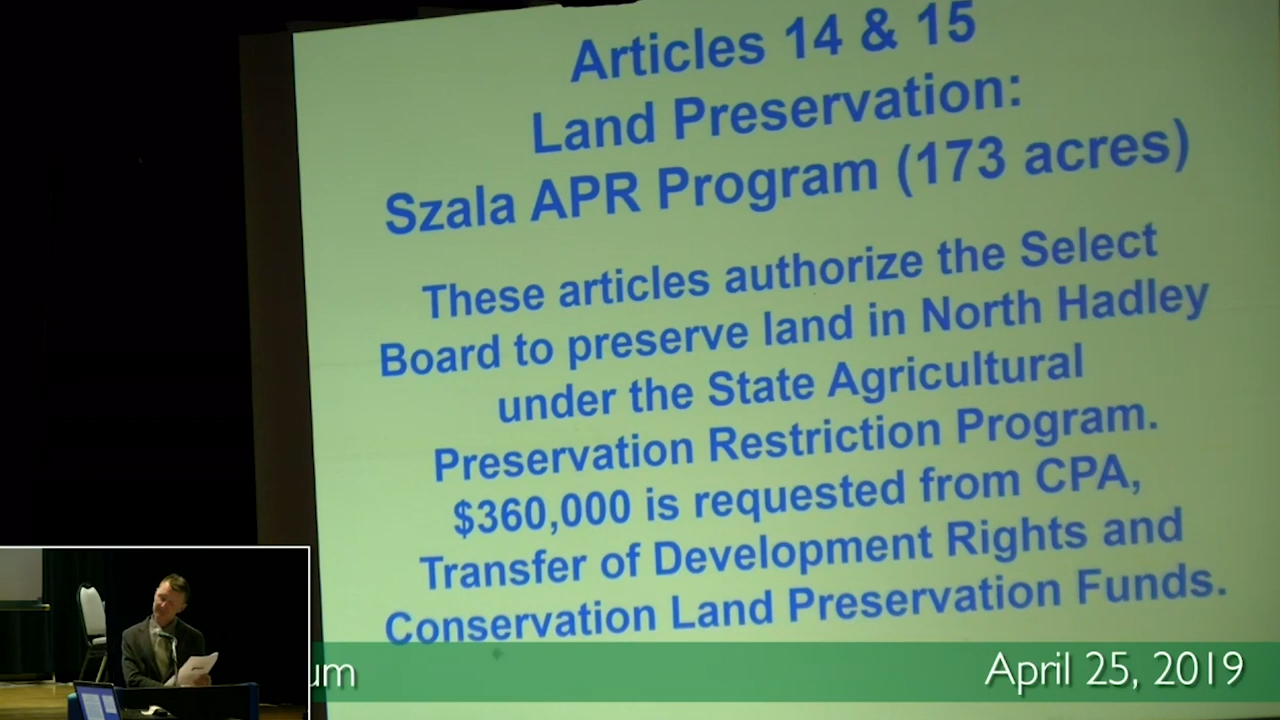 Articles 14 & 15
Land Preservation:
Szala APR Program (173 acres)
These articles authorize the Select
Board to preserve land in North Hadley
under the State Agricultural
Preservation Restriction Program.
$360,000 is requested from CPA,
Transfer of Development Rights and
Conservation Land Preservation Funds.
um
April 25, 2019